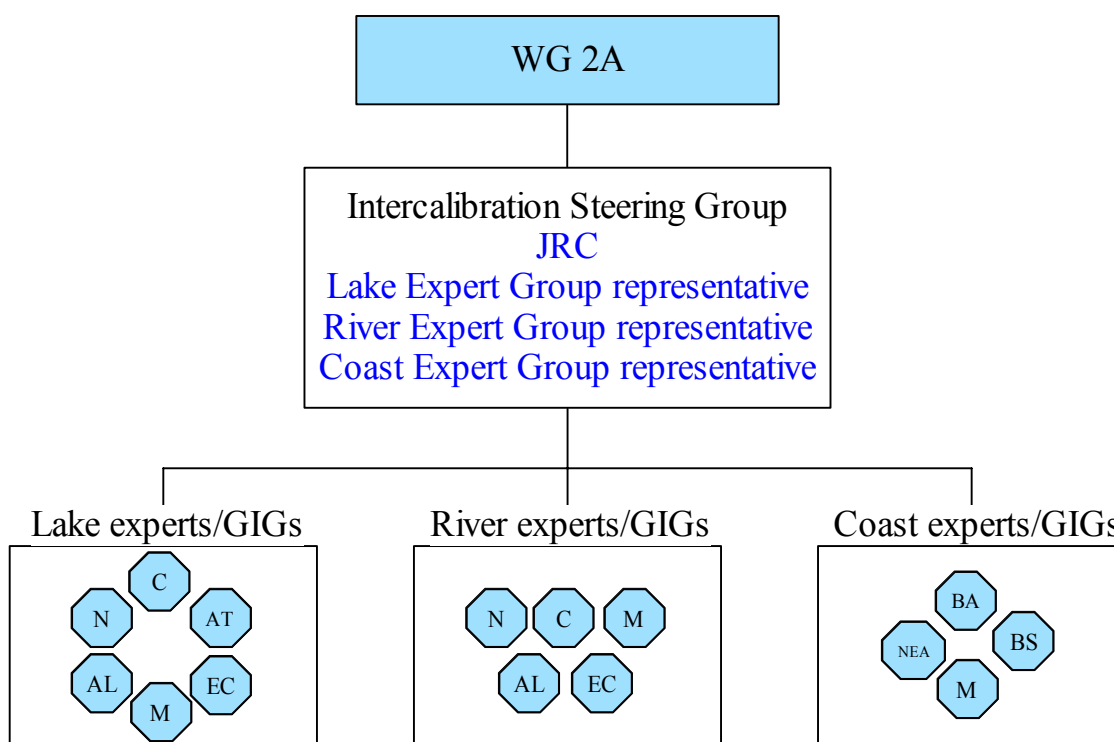 WG 2A
Intercalibration Steering Group
JRC
Lake Expert Group representative
River Expert Group representative
Coast Expert Group representative
Lake experts/GIGs
C
N
AT
AL
EC
M
River experts/GIGs
N C M
AL EC
Coast experts/GIGs
BA
NEA
BS
M